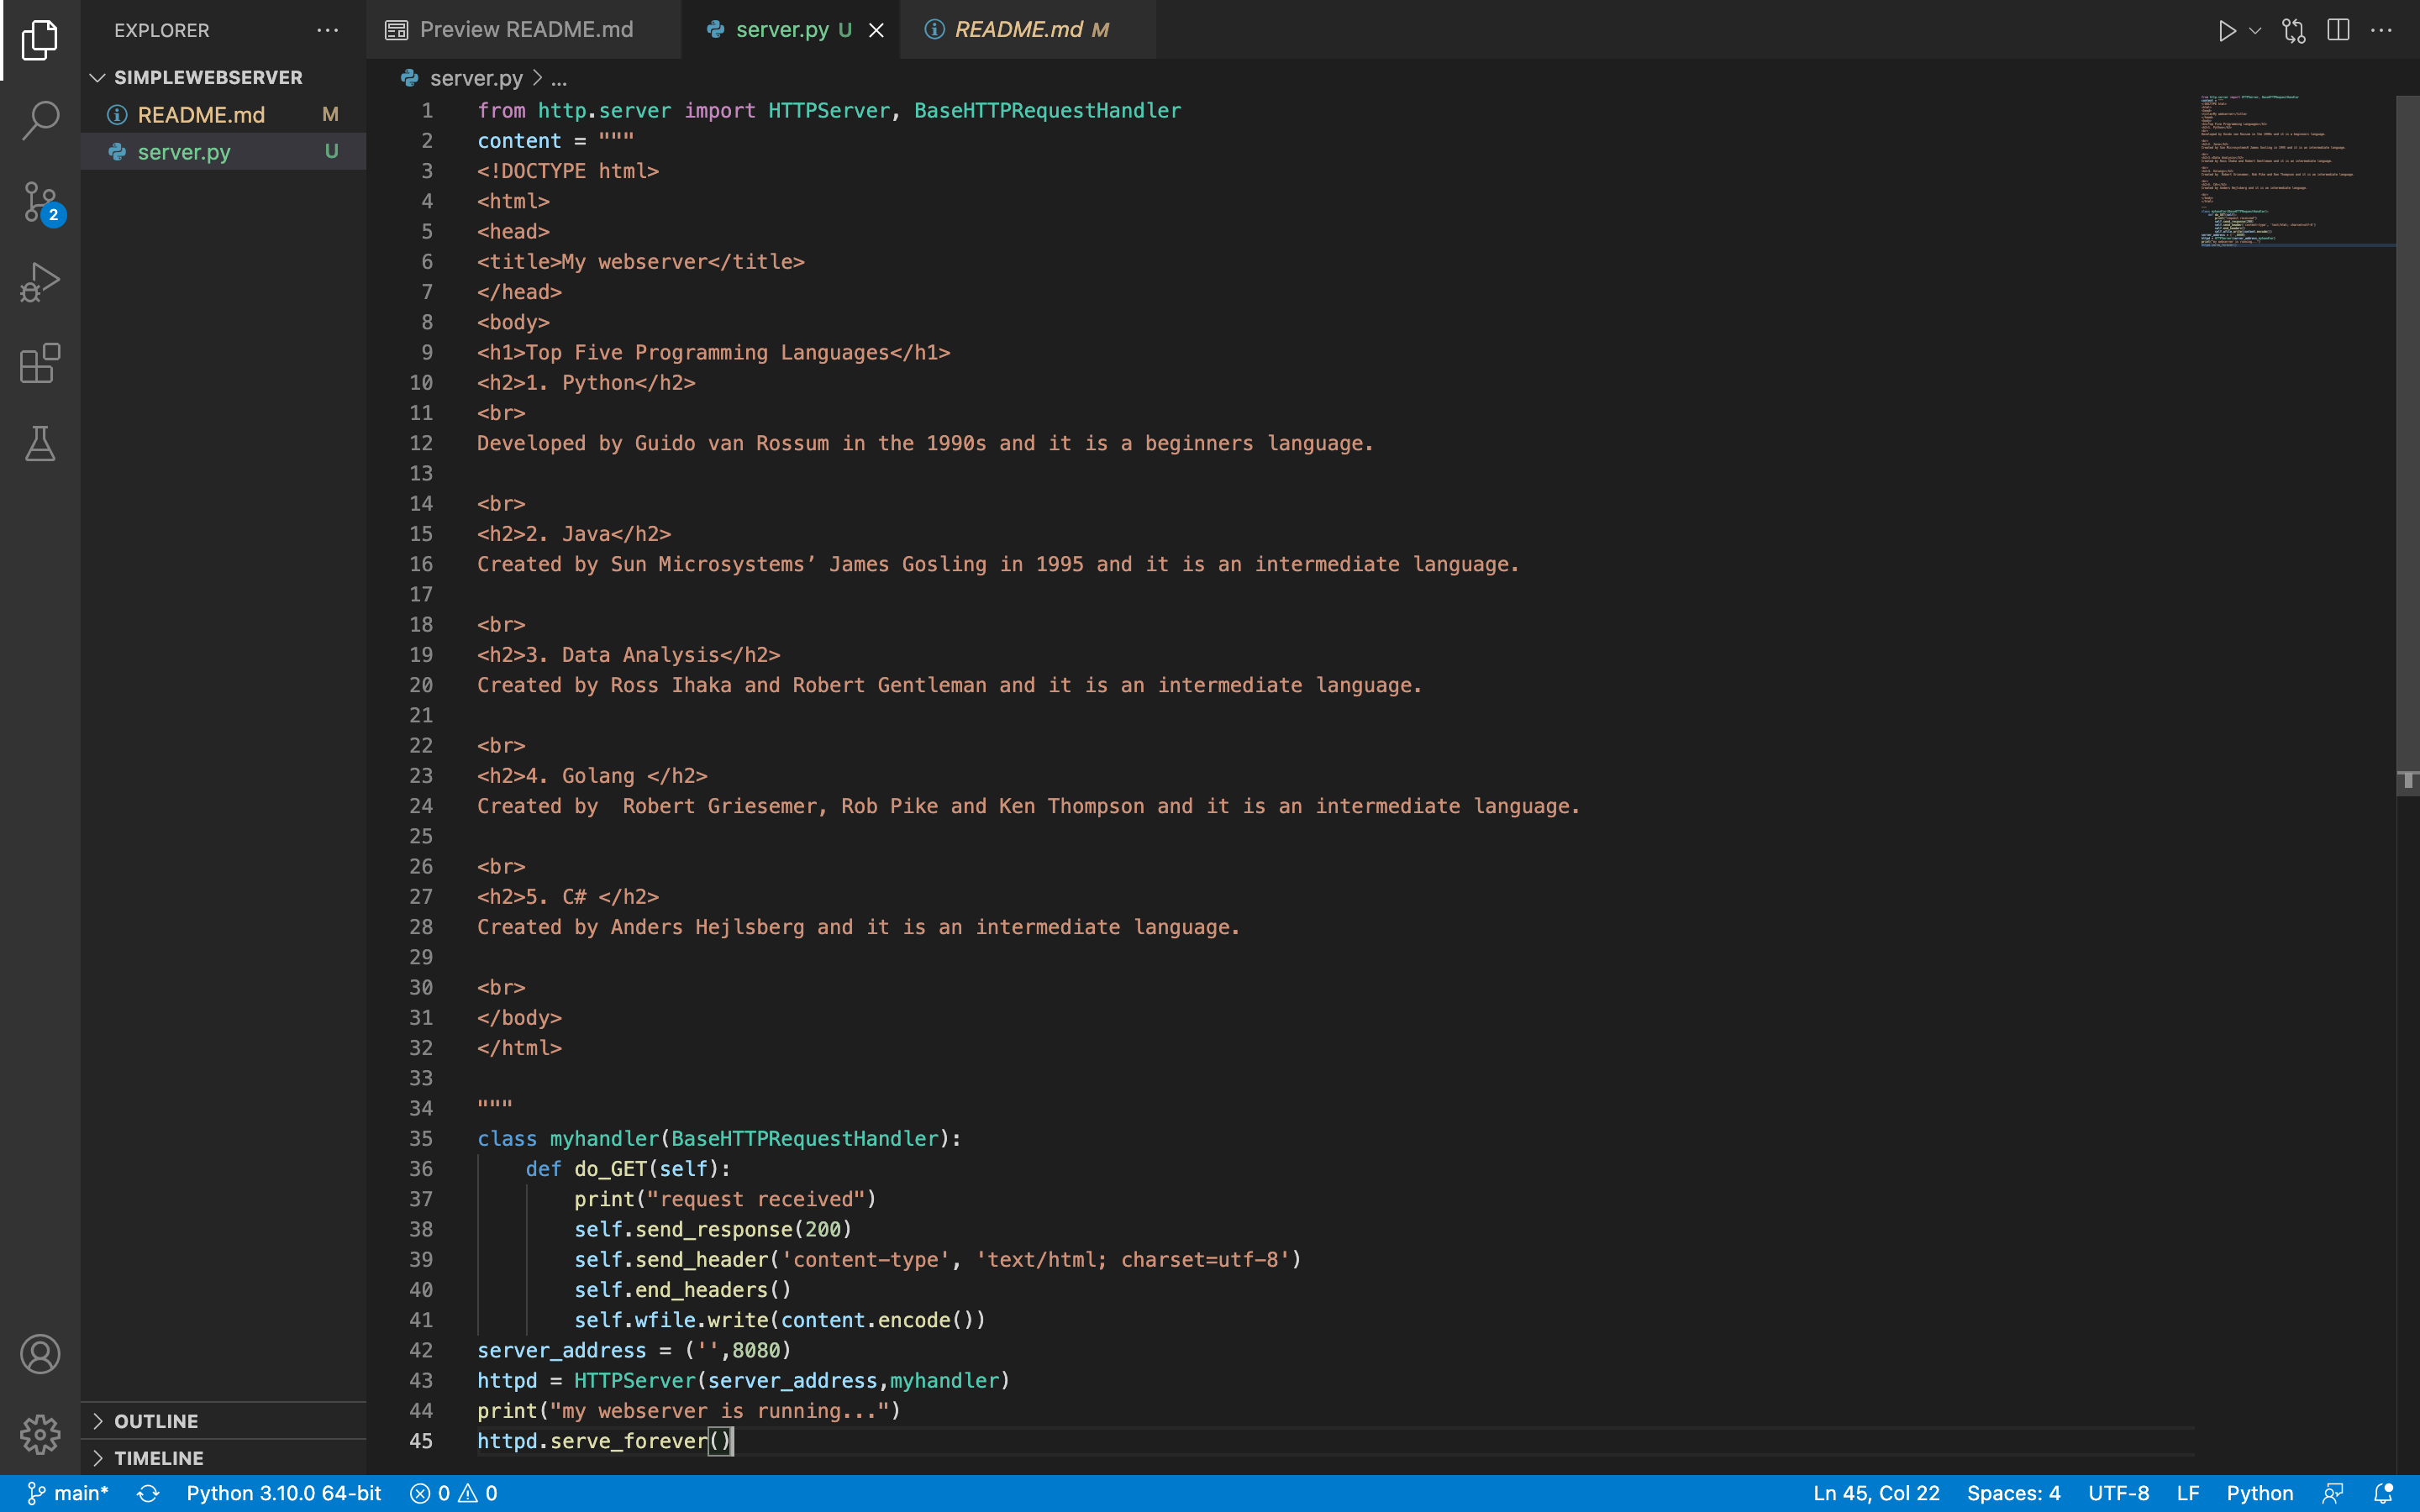 EXPLORER
SIMPLEWEBSERVER
README.md M
server.py U
2
OUTLINE
TIMELINE
Preview README.md
server.py U
README.md M
server.py > ...
1 from http.server import HTTPServer, BaseHTTPRequestHandler
2 content = """
3 <!DOCTYPE html>
4 <html>
5 <head>
6 <title>My webserver</title>
7 </head>
8 <body>
9 <h1>Top Five Programming Languages</h1>
10 <h2>1. Python</h2>
11 <br>
12 Developed by Guido van Rossum in the 1990s and it is a beginners language.
13
14 <br>
15 <h2>2. Java</h2>
16 Created by Sun Microsystems’ James Gosling in 1995 and it is an intermediate language.
17
18 <br>
19 <h2>3. Data Analysis</h2>
20 Created by Ross Ihaka and Robert Gentleman and it is an intermediate language.
21
22 <br>
23 <h2>4. Golang </h2>
24 Created by  Robert Griesemer, Rob Pike and Ken Thompson and it is an intermediate language.
25
26 <br>
27 <h2>5. C# </h2>
28 Created by Anders Hejlsberg and it is an intermediate language.
29
30 <br>
31 </body>
32 </html>
33
34 """
35 class myhandler(BaseHTTPRequestHandler):
36     def do_GET(self):
37         print("request received")
38         self.send_response(200)
39         self.send_header('content-type', 'text/html; charset=utf-8')
40         self.end_headers()
41         self.wfile.write(content.encode())
42 server_address = ('',8080)
43 httpd = HTTPServer(server_address,myhandler)
44 print("my webserver is running...")
45 httpd.serve_forever()
main* Python 3.10.0 64-bit 0 0 Ln 45, Col 22 Spaces: 4 UTF-8 LF Python